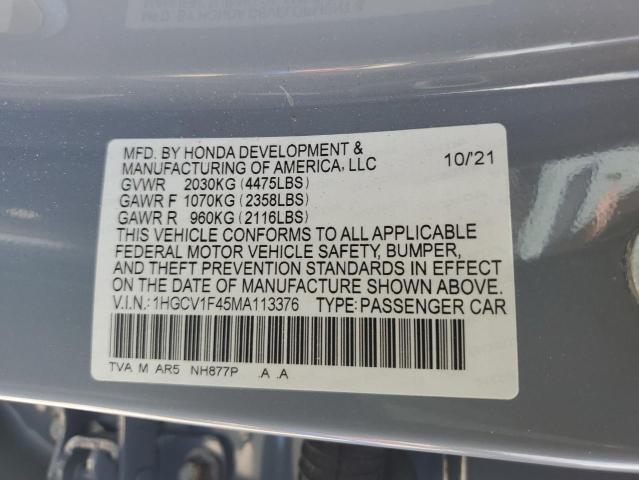 MFD. BY HONDA DEVELOPMENT &
MANUFACTURING OF AMERICA, LLC 10/'21
GVWR 2030KG (4475LBS)
GAWR F 1070KG (2358LBS)
GAWR R 960KG (2116LBS)
THIS VEHICLE CONFORMS TO ALL APPLICABLE
FEDERAL MOTOR VEHICLE SAFETY, BUMPER,
AND THEFT PREVENTION STANDARDS IN EFFECT
ON THE DATE OF MANUFACTURE SHOWN ABOVE.
V.I.N.: 1HGCV1F45MA113376 TYPE: PASSENGER CAR
TVA M AR5 NH877P .A .A